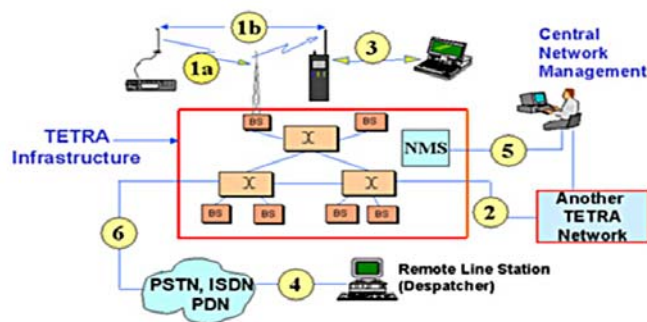 1b
1a
3
Central
Network
Management
TETRA
Infrastructure
BS
BS
NMS
5
BS
BS
BS
BS
2
Another
TETRA
Network
6
PSTN, ISDN
PDN
4
Remote Line Station
(Despatcher)